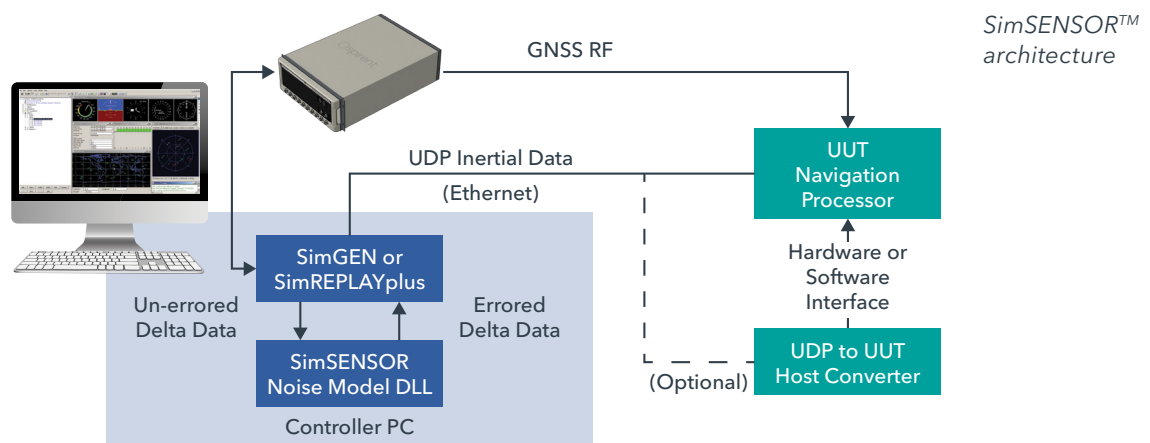 SimSENSOR™
architecture
GNSS RF
Spirent
UDP Inertial Data
(Ethernet)
UUT
Navigation
Processor
SimGEN or
SimREPLAYplus
Hardware or
Software
Interface
Un-errored
Delta Data
Errored
Delta Data
SimSENSOR
Noise Model DLL
(Optional)
UDP to UUT
Host Converter
Controller PC